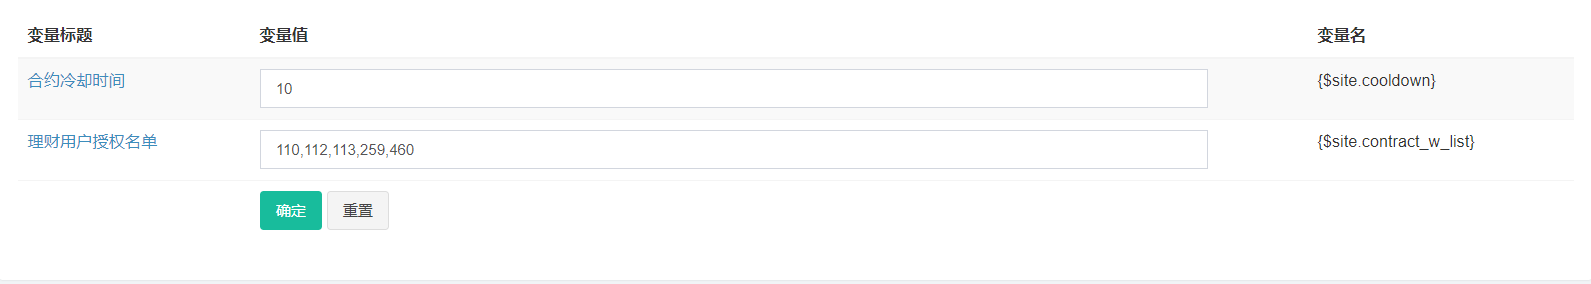 变量标题 变量值 变量名
合约冷却时间 10 {$site.cooldown}
理财用户授权名单 110,112,113,259,460 {$site.contract_w_list}
确定 重置